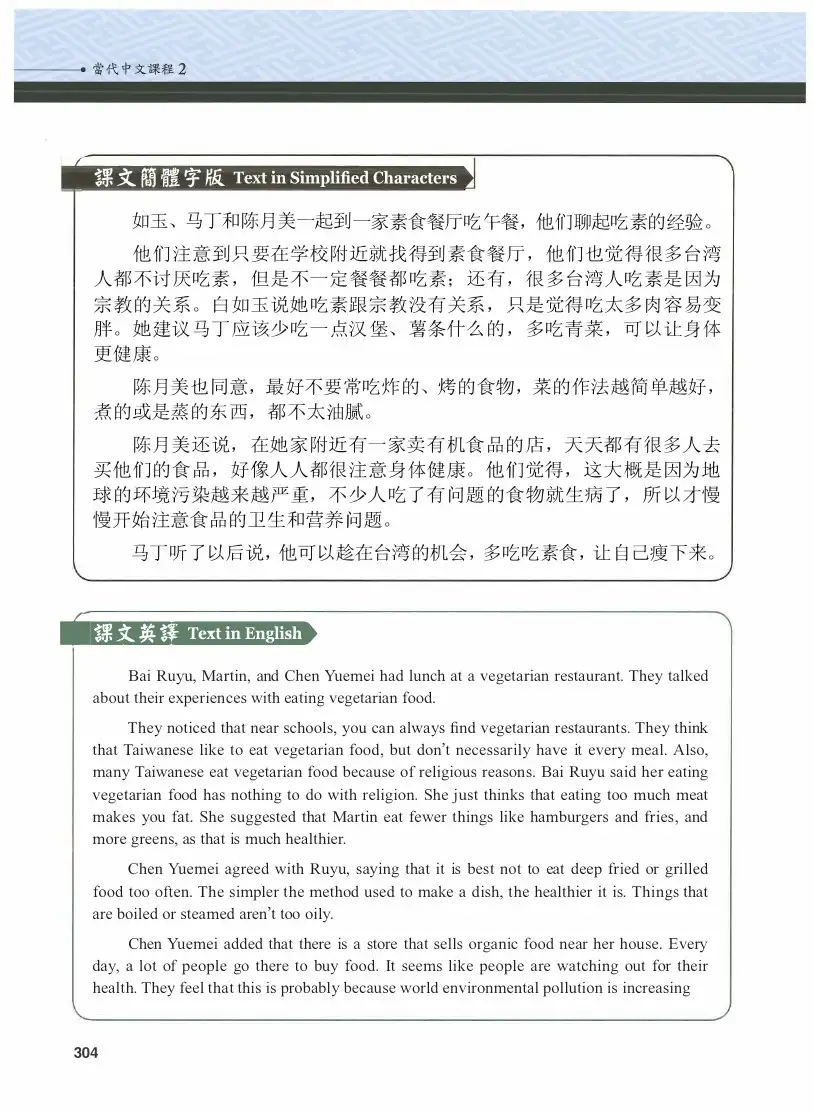 當代中文課程 2
課文簡體字版 Text in Simplified Characters
如玉、马丁和陈月美一起到一家素食餐厅吃午餐，他们聊起吃素的经验。
他们注意到只要在学校附近就找得到素食餐厅，他们也觉得很多台湾
人都不讨厌吃素，但是不一定餐餐都吃素；还有，很多台湾人吃素是因为
宗教的关系。白如玉说她吃素跟宗教没有关系，只是觉得吃太多肉容易变
胖。她建议马丁应该少吃一点汉堡、薯条什么的，多吃青菜，可以让身体
更健康。
陈月美也同意，最好不要常吃炸的、烤的食物，菜的作法越简单越好，
煮的或是蒸的东西，都不太油腻。
陈月美还说，在她家附近有一家卖有机食品的店，天天都有很多人去
买他们的食品，好像人人都很注意身体健康。他们觉得，这大概是因为地
球的环境污染越来越严重，不少人吃了有问题的食物就生病了，所以才慢
慢开始注意食品的卫生和营养问题。
马丁听了以后说，他可以趁在台湾的机会，多吃吃素食，让自己瘦下来。
課文英譯 Text in English
Bai Ruyu, Martin, and Chen Yuemei had lunch at a vegetarian restaurant. They talked
about their experiences with eating vegetarian food.
They noticed that near schools, you can always find vegetarian restaurants. They think
that Taiwanese like to eat vegetarian food, but don't necessarily have it every meal. Also,
many Taiwanese eat vegetarian food because of religious reasons. Bai Ruyu said her eating
vegetarian food has nothing to do with religion. She just thinks that eating too much meat
makes you fat. She suggested that Martin eat fewer things like hamburgers and fries, and
more greens, as that is much healthier.
Chen Yuemei agreed with Ruyu, saying that it is best not to eat deep fried or grilled
food too often. The simpler the method used to make a dish, the healthier it is. Things that
are boiled or steamed aren't too oily.
Chen Yuemei added that there is a store that sells organic food near her house. Every
day, a lot of people go there to buy food. It seems like people are watching out for their
health. They feel that this is probably because world environmental pollution is increasing
304